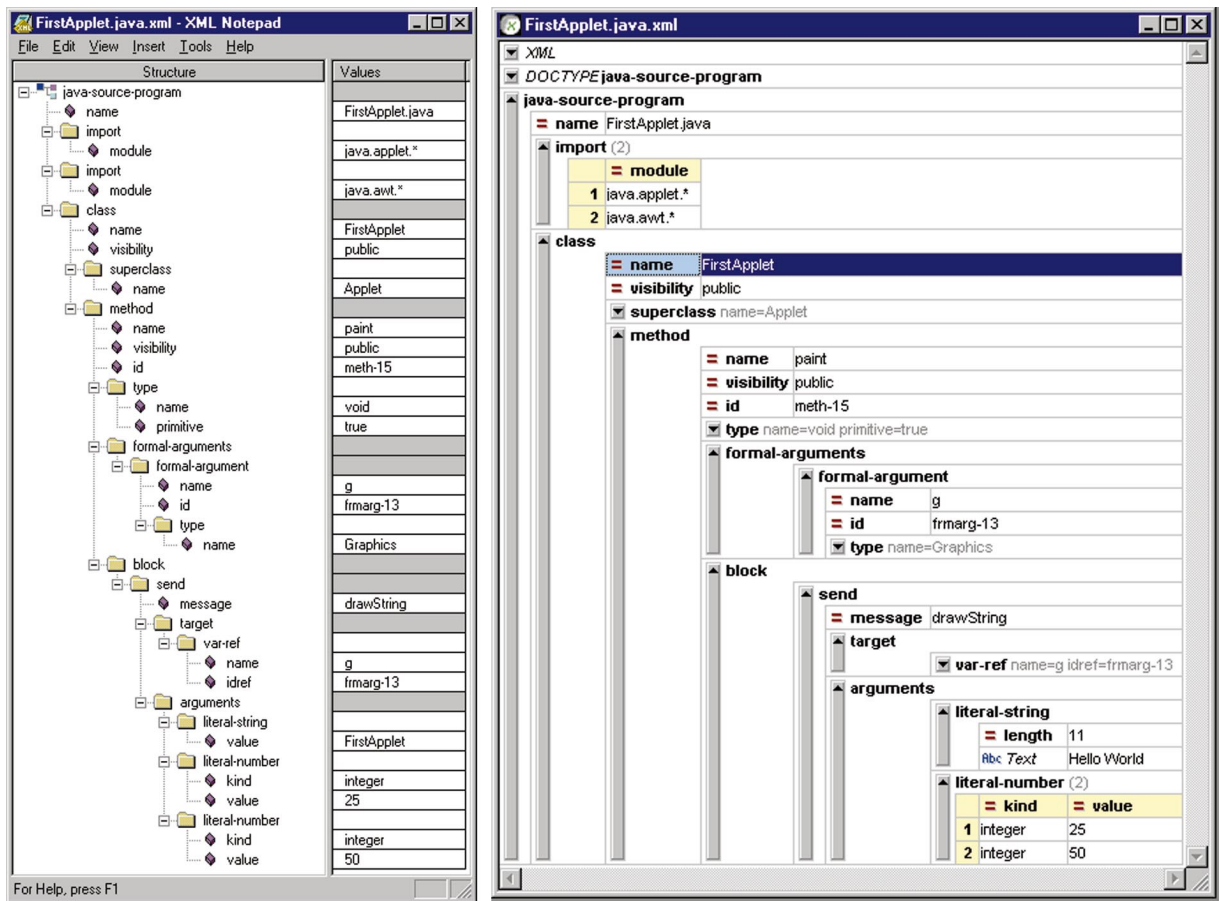 FirstApplet.java.xml - XML Notepad
File Edit View Insert Tools Help
Structure Values
java-source-program
name FirstApplet.java
import
module java.applet.*
import
module java.awt.*
class
name FirstApplet
visibility public
superclass
name Applet
method
name paint
visibility public
id meth-15
type
name void
primitive true
formal-arguments
formal-argument
name g
id frmarg-13
type
name Graphics
block
send
message drawString
target
var-ref
name g
idref frmarg-13
arguments
literal-string
value FirstApplet
literal-number
kind integer
value 25
literal-number
kind integer
value 50
For Help, press F1
FirstApplet.java.xml
XML
DOCTYPE java-source-program
java-source-program
= name FirstApplet.java
import (2)
= module
1 java.applet.*
2 java.awt.*
class
= name FirstApplet
= visibility public
superclass name=Applet
method
= name paint
= visibility public
= id meth-15
type name=void primitive=true
formal-arguments
formal-argument
= name g
= id frmarg-13
type name=Graphics
block
send
= message drawString
target
var-ref name=g idref=frmarg-13
arguments
literal-string
= length 11
Abc Text Hello World
literal-number (2)
= kind = value
1 integer 25
2 integer 50